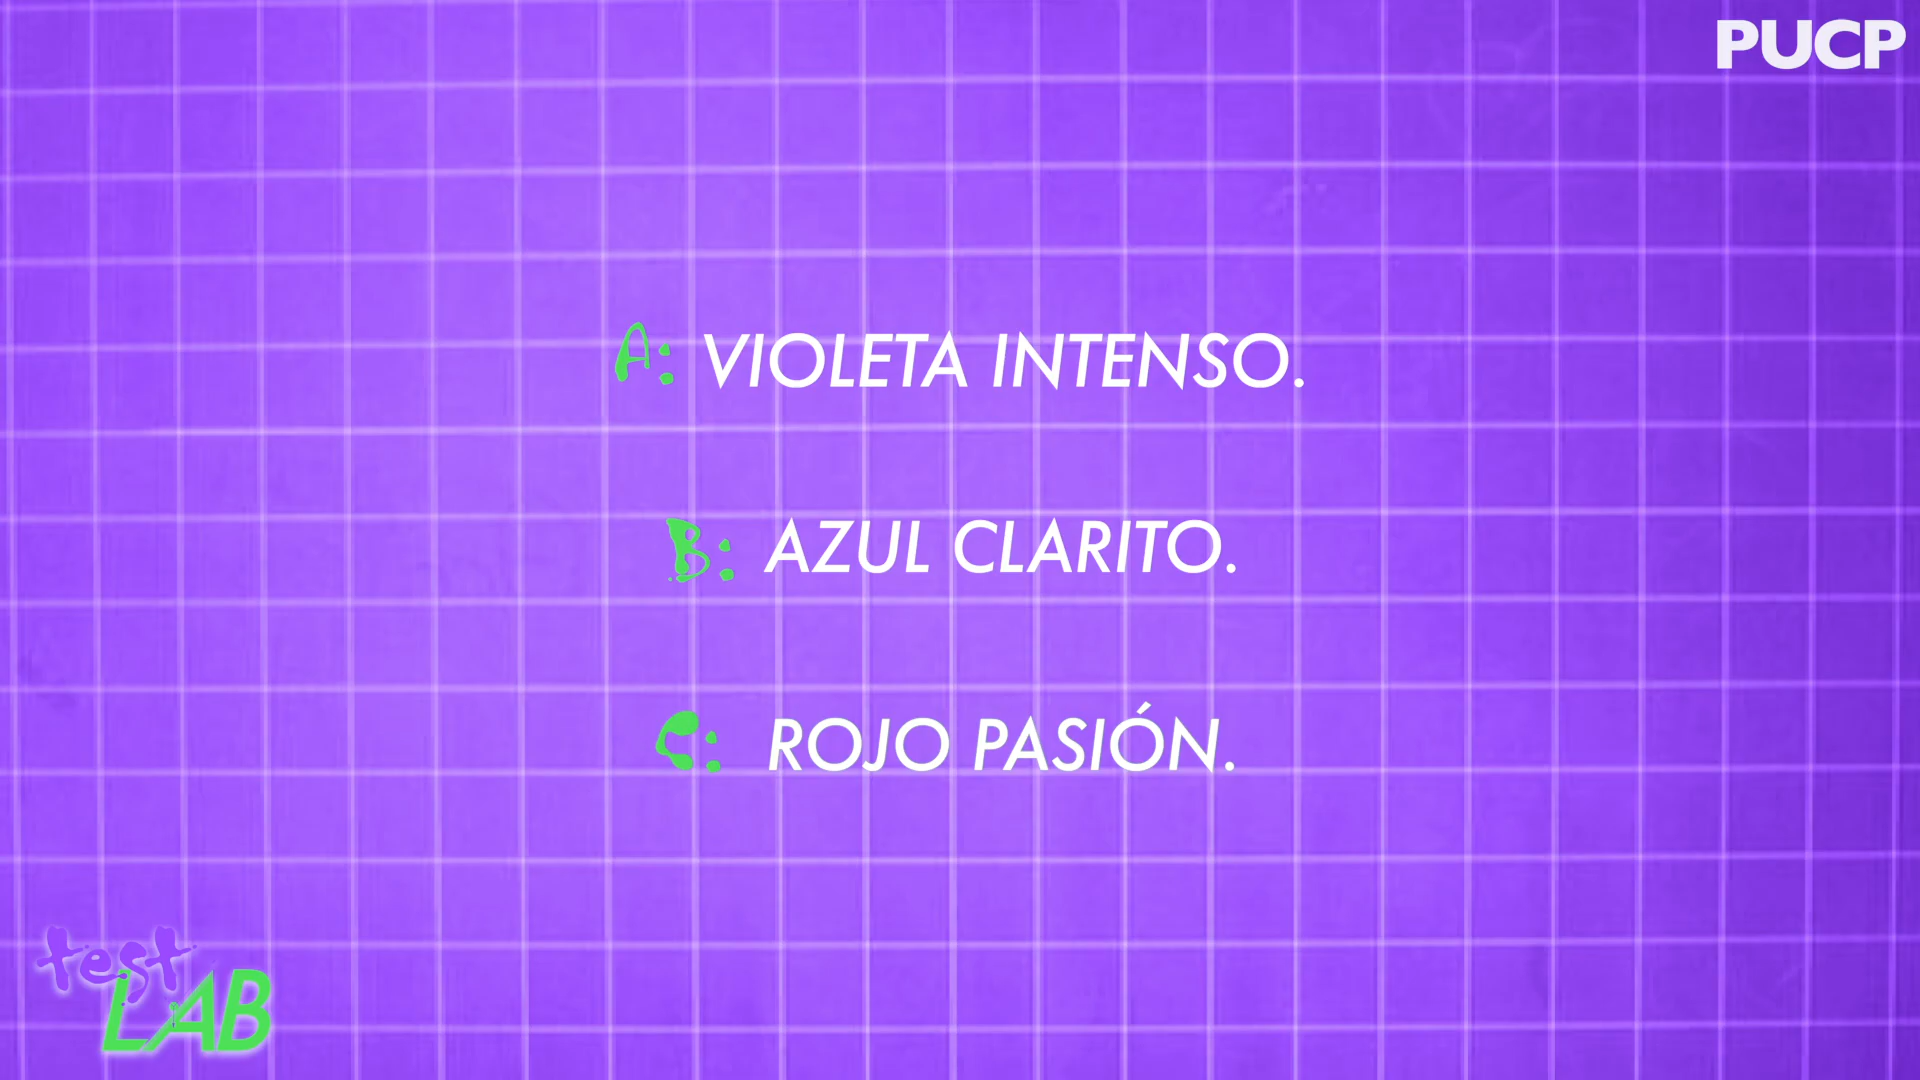 PUCP
A: VIOLETA INTENSO.
B: AZUL CLARITO.
C: ROJO PASIÓN.
test
LAB